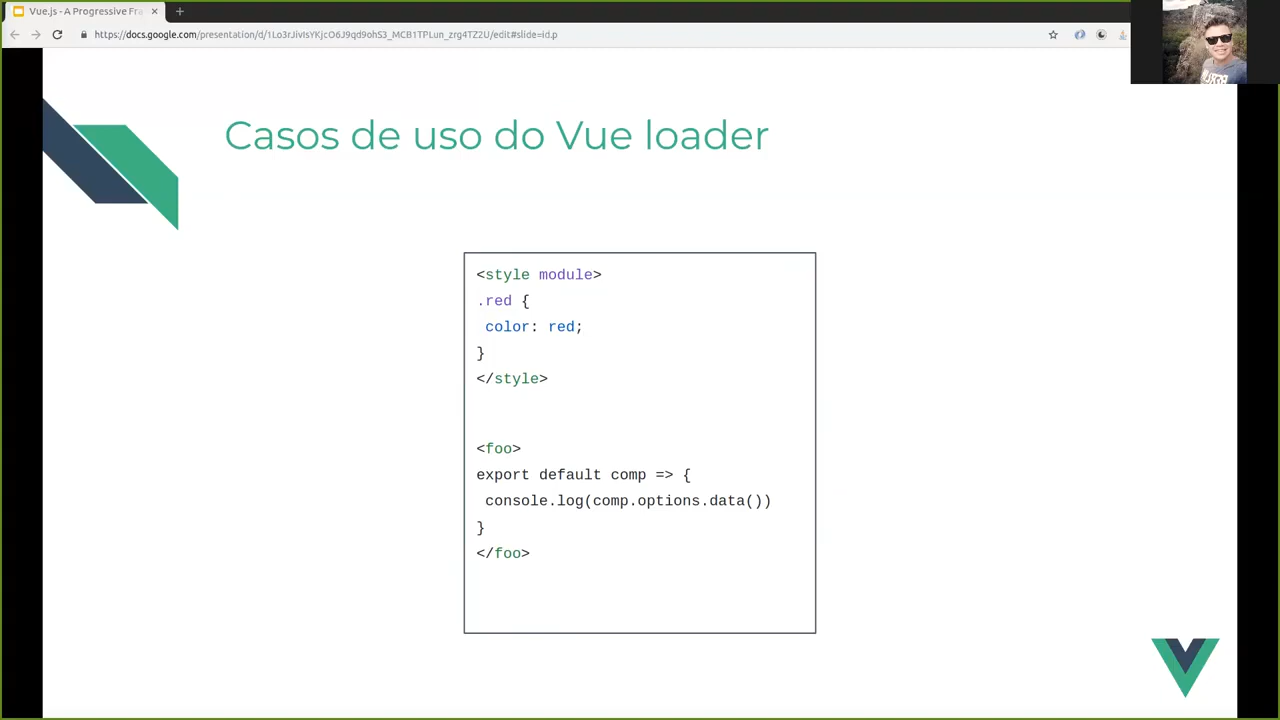 Vue.js - A Progressive Fra
https://docs.google.com/presentation/d/1Lo3rJivIsYKjcO6J9qd9ohS3_MCB1TPLun_zrg4TZ2U/edit#slide=id.p
Casos de uso do Vue loader
<style module>
.red {
 color: red;
}
</style>
<foo>
export default comp => {
 console.log(comp.options.data())
}
</foo>